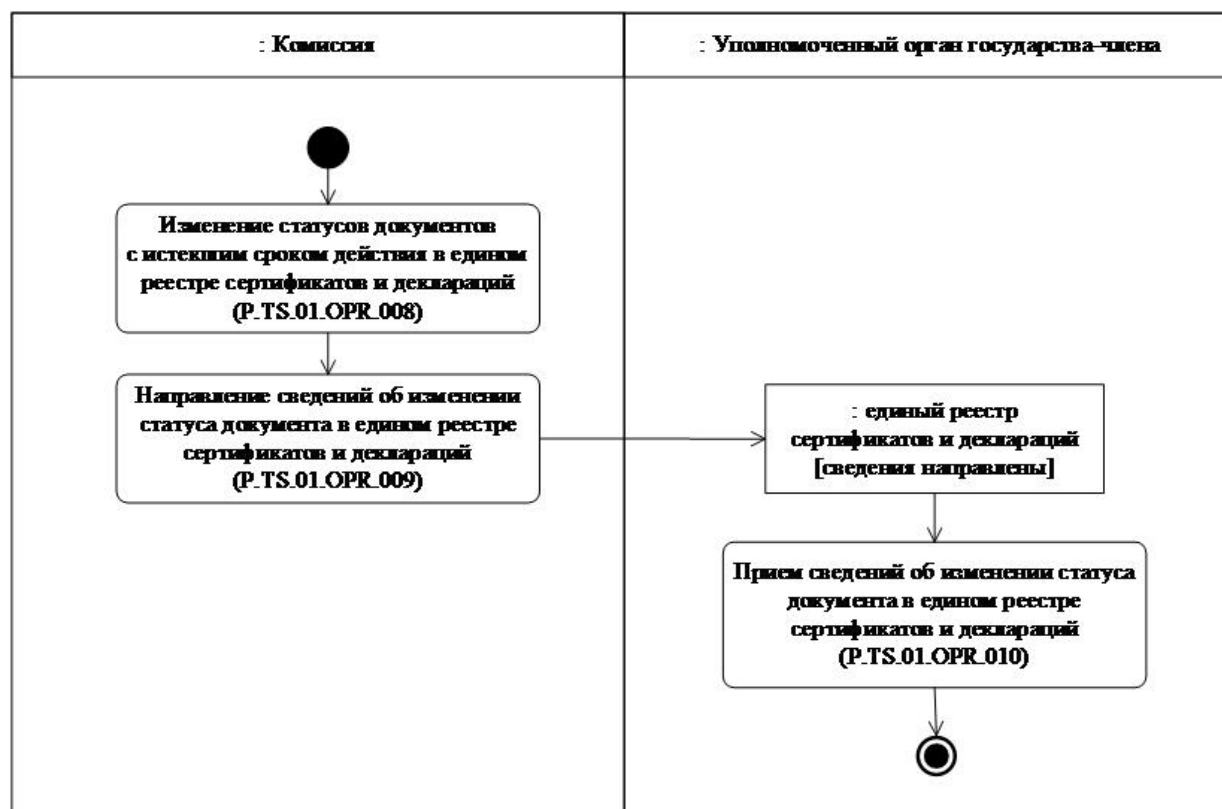 : Комиссия
: Уполномоченный орган государства-члена
Изменение статусов документов
с истекшим сроком действия в едином
реестре сертификатов и деклараций
(P.TS.01.OPR.008)
Направление сведений об изменении
статуса документа в едином реестре
сертификатов и деклараций
(P.TS.01.OPR.009)
: единый реестр
сертификатов и деклараций
[сведения направлены]
Прием сведений об изменении статуса
документа в едином реестре
сертификатов и деклараций
(P.TS.01.OPR.010)